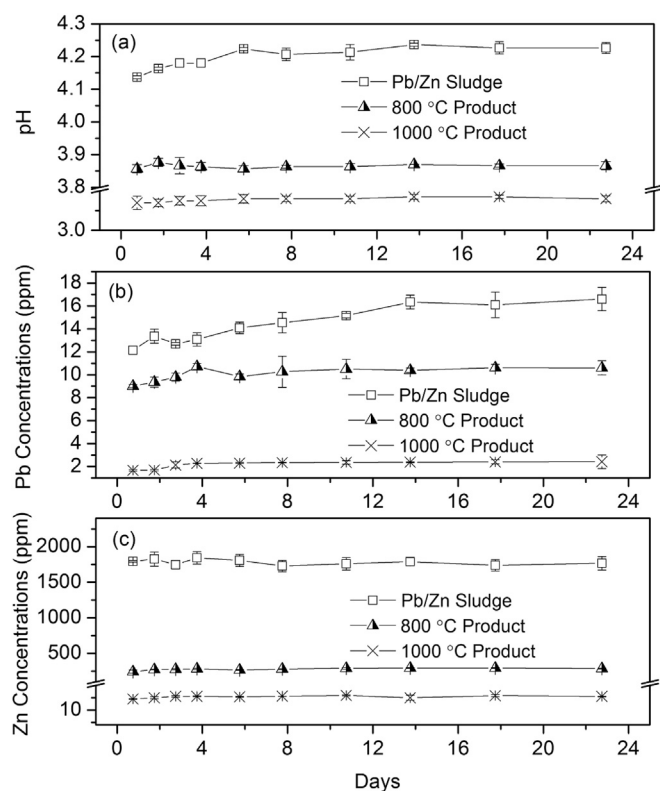 (a)
pH
4.3
4.2
4.1
4.0
3.9
3.8
3.0
Pb/Zn Sludge
800 °C Product
1000 °C Product
0 4 8 12 16 20 24
(b)
Pb Concentrations (ppm)
18
16
14
12
10
8
6
4
2
Pb/Zn Sludge
800 °C Product
1000 °C Product
0 4 8 12 16 20 24
(c)
Zn Concentrations (ppm)
2000
1500
1000
500
10
Pb/Zn Sludge
800 °C Product
1000 °C Product
0 4 8 12 16 20 24
Days